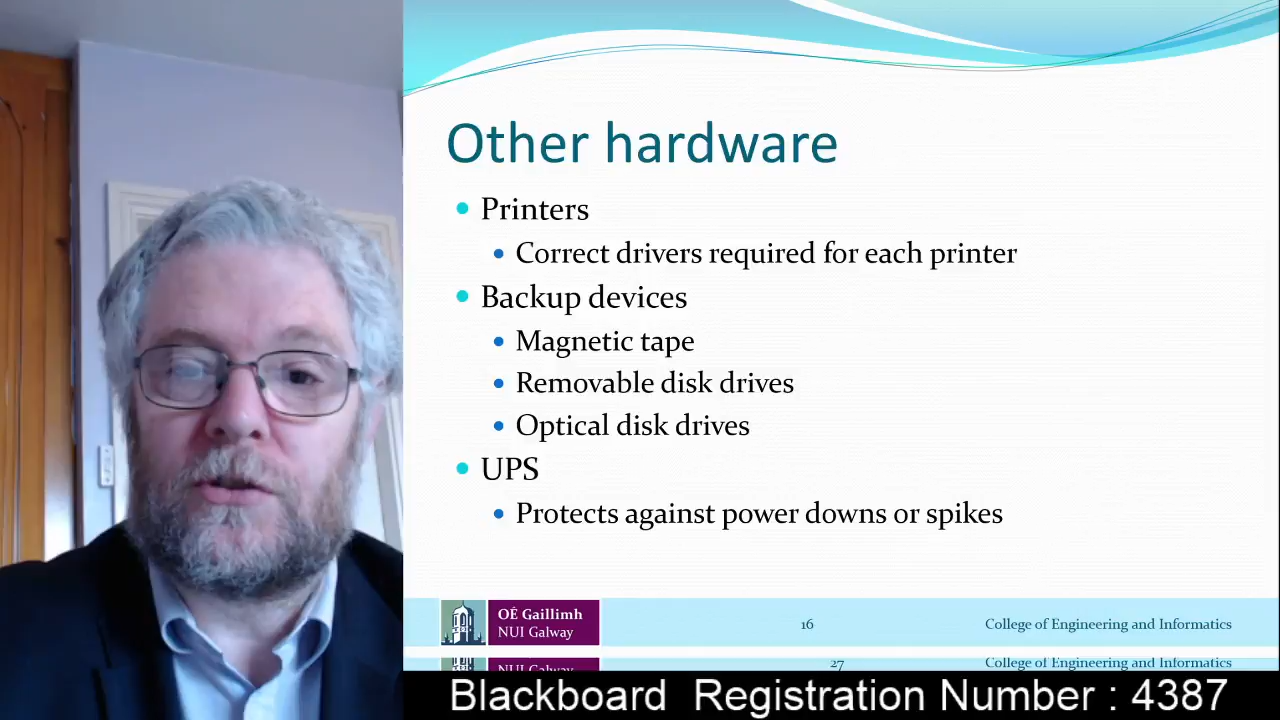 Other hardware
Printers
Correct drivers required for each printer
Backup devices
Magnetic tape
Removable disk drives
Optical disk drives
UPS
Protects against power downs or spikes
OÉ Gaillimh
NUI Galway
16
College of Engineering and Informatics
NUI Galway
27
College of Engineering and Informatics
Blackboard Registration Number : 4387